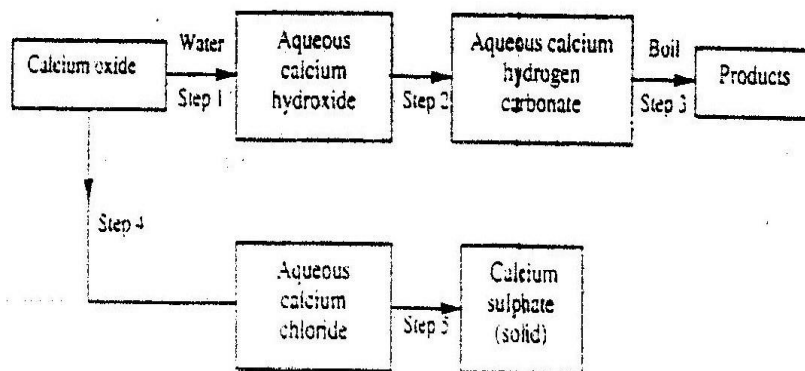 Calcium oxide
Water
Step 1
Aqueous
calcium
hydroxide
Step 2
Aqueous calcium
hydrogen
carbonate
Boil
Step 3
Products
Step 4
Aqueous
calcium
chloride
Step 5
Calcium
sulphate
(solid)